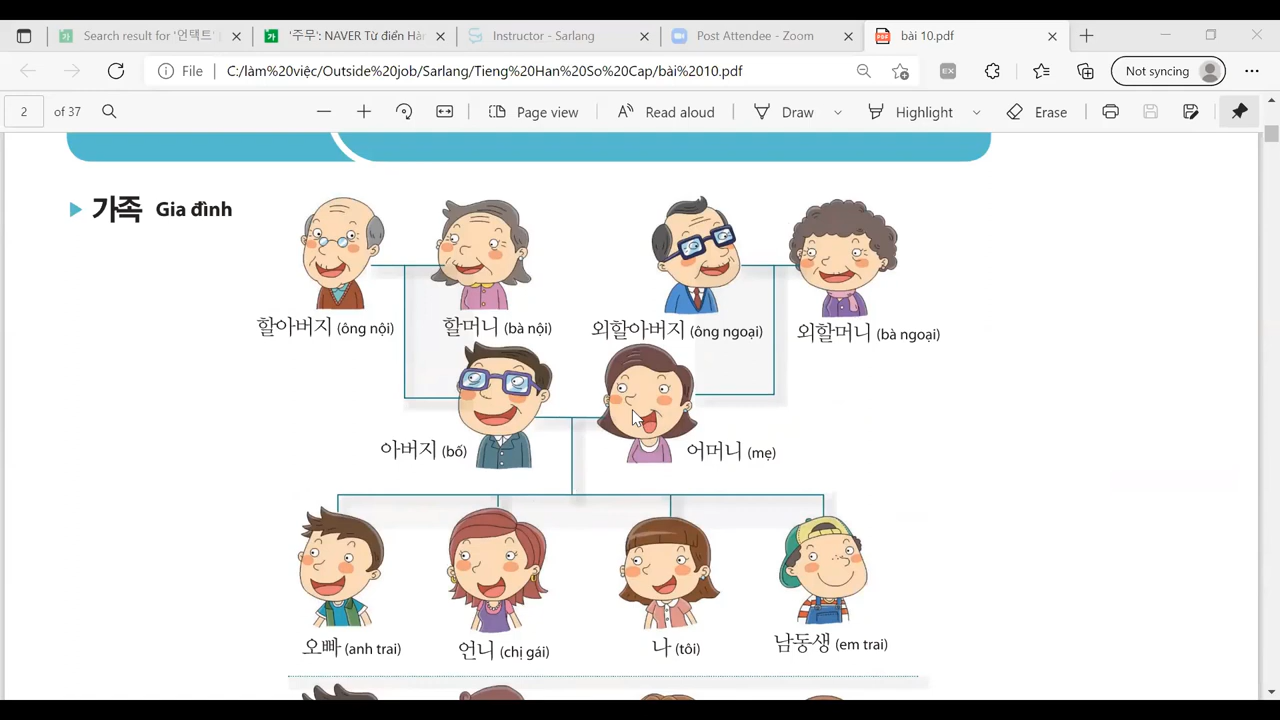 Search result for '언택트'
'주무': NAVER Từ điển Hàn
Instructor - Sarlang
Post Attendee - Zoom
bài 10.pdf
File
C:/làm%20việc/Outside%20job/Sarlang/Tieng%20Han%20So%20Cap/bài%2010.pdf
EX
Not syncing
2 of 37
Page view
Read aloud
Draw
Highlight
Erase
가족 Gia đình
할아버지 (ông nội)
할머니 (bà nội)
외할아버지 (ông ngoại)
외할머니 (bà ngoại)
아버지 (bố)
어머니 (mẹ)
오빠 (anh trai)
언니 (chị gái)
나 (tôi)
남동생 (em trai)